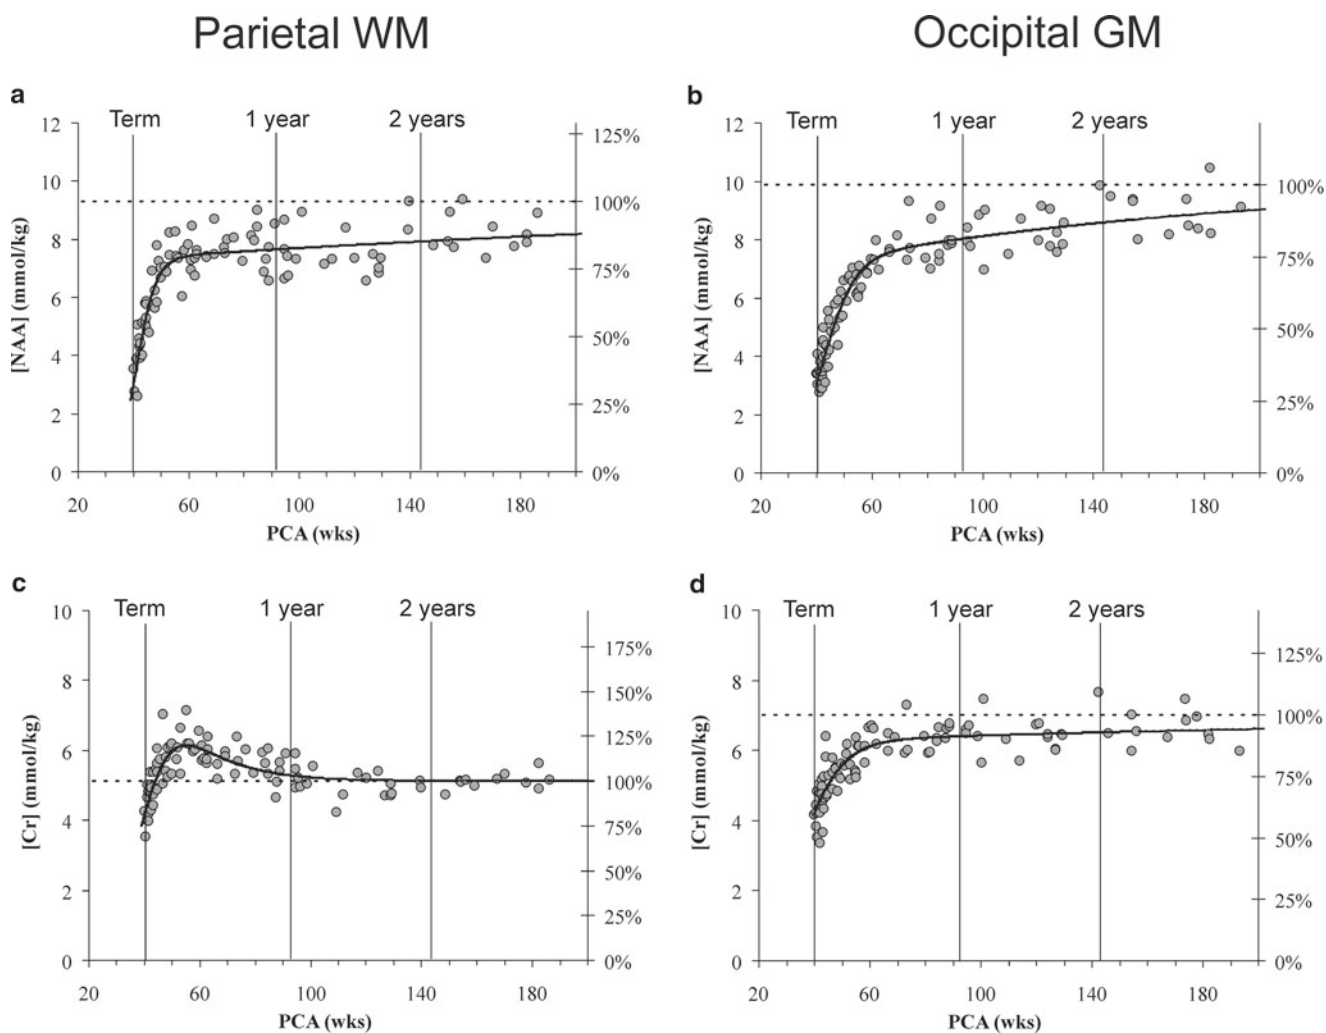 Parietal WM
Occipital GM
a
Term 1 year 2 years
12
10
8
6
4
2
0
[NAA] (mmol/kg)
125%
100%
75%
50%
25%
0%
20 60 100 140 180
PCA (wks)
b
Term 1 year 2 years
12
10
8
6
4
2
0
[NAA] (mmol/kg)
100%
75%
50%
25%
0%
20 60 100 140 180
PCA (wks)
c
Term 1 year 2 years
10
8
6
4
2
0
[Cr] (mmol/kg)
175%
150%
125%
100%
75%
50%
25%
0%
20 60 100 140 180
PCA (wks)
d
Term 1 year 2 years
10
8
6
4
2
0
[Cr] (mmol/kg)
125%
100%
75%
50%
25%
0%
20 60 100 140 180
PCA (wks)